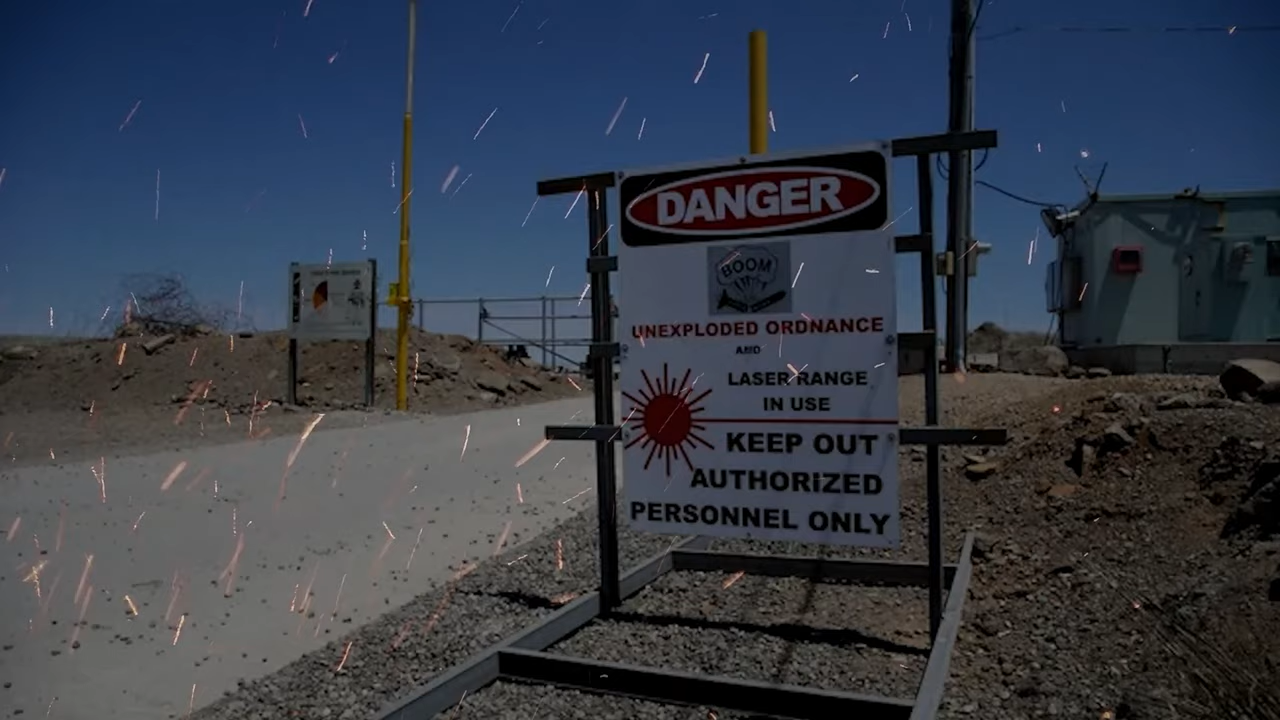 DANGER
BOOM
UNEXPLODED ORDNANCE
AND
LASER RANGE
IN USE
KEEP OUT
AUTHORIZED
PERSONNEL ONLY